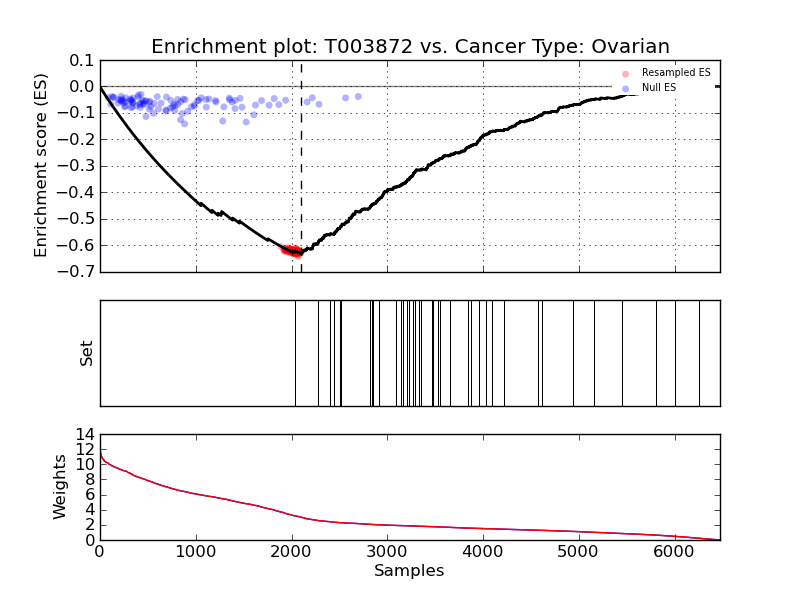 Enrichment plot: T003872 vs. Cancer Type: Ovarian
Enrichment score (ES)
0.1
0.0
−0.1
−0.2
−0.3
−0.4
−0.5
−0.6
−0.7
Resampled ES
Null ES
Set
Weights
14
12
10
8
6
4
2
0
0 1000 2000 3000 4000 5000 6000
Samples